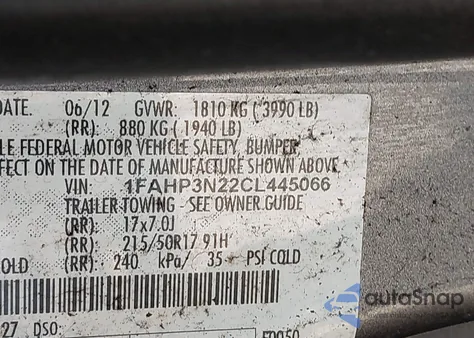 DATE. 06/12 GVWR: 1810 KG ( 3990 LB)
(RR): 880 KG ( 1940 LB)
LE FEDERAL MOTOR VEHICLE SAFETY, BUMPER,
FECT ON THE DATE OF MANUFACTURE SHOWN ABOVE.
VIN: 1FAHP3N22CL445066
TRAILER TOWING - SEE OWNER GUIDE
(RR): 17x7.0J
(RR): 215/50R17 91H
OLD (RR): 240 kPa/ 35 PSI COLD
27 DSO:
autoSnap